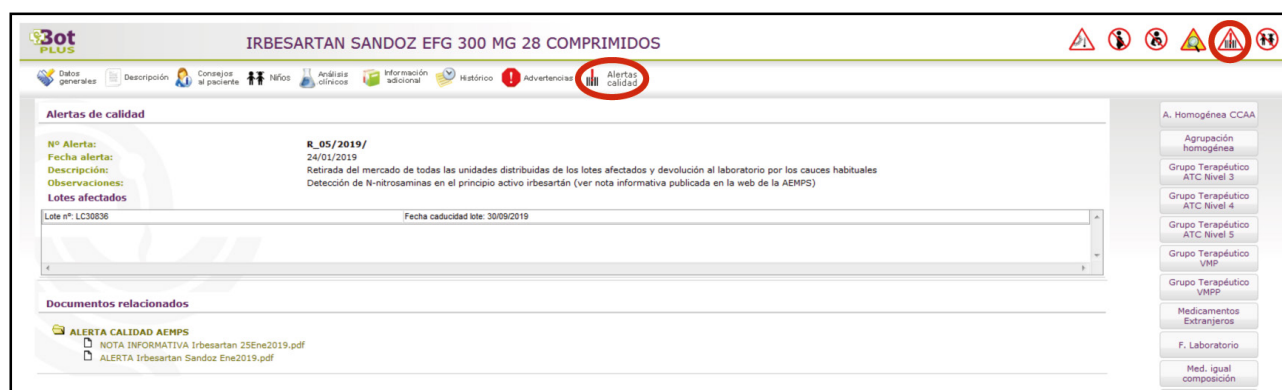 Bot
PLUS
IRBESARTAN SANDOZ EFG 300 MG 28 COMPRIMIDOS
Datos
generales
Descripción
Consejos
al paciente
Niños
Análisis
clínicos
Información
adicional
Histórico
Advertencias
Alertas
calidad
Alertas de calidad
Nº Alerta: R_05/2019/
Fecha alerta: 24/01/2019
Descripción: Retirada del mercado de todas las unidades distribuidas de los lotes afectados y devolución al laboratorio por los cauces habituales
Observaciones: Detección de N-nitrosaminas en el principio activo irbesartán (ver nota informativa publicada en la web de la AEMPS)
Lotes afectados
Lote nº: LC30836 Fecha caducidad lote: 30/09/2019
Documentos relacionados
ALERTA CALIDAD AEMPS
NOTA INFORMATIVA Irbesartan 25Ene2019.pdf
ALERTA Irbesartan Sandoz Ene2019.pdf
A. Homogénea CCAA
Agrupación
homogénea
Grupo Terapéutico
ATC Nivel 3
Grupo Terapéutico
ATC Nivel 4
Grupo Terapéutico
ATC Nivel 5
Grupo Terapéutico
VMP
Grupo Terapéutico
VMPP
Medicamentos
Extranjeros
F. Laboratorio
Med. igual
composición